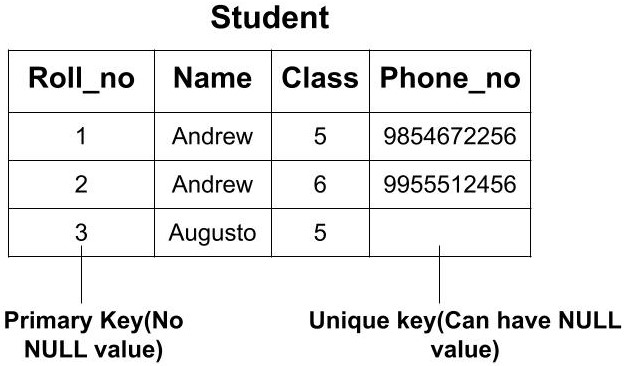 Student
Roll_no Name Class Phone_no
1 Andrew 5 9854672256
2 Andrew 6 9955512456
3 Augusto 5
Primary Key(No
NULL value)
Unique key(Can have NULL
value)